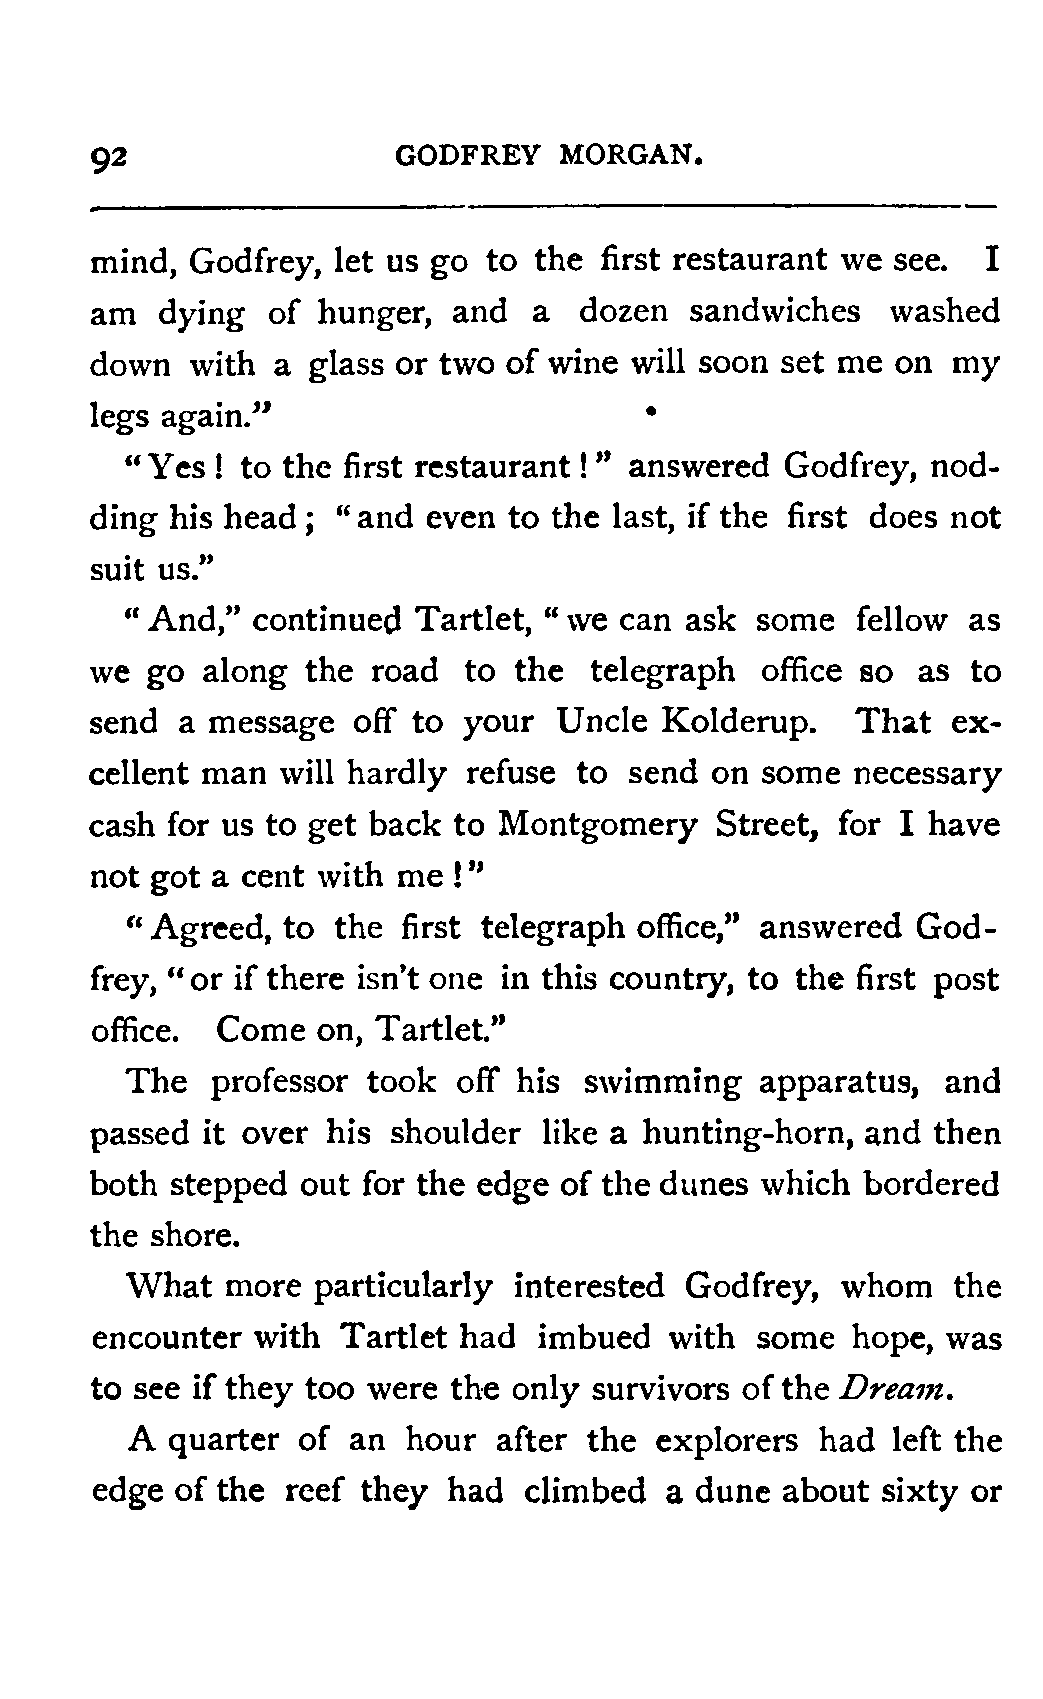 92 GODFREY MORGAN.
mind, Godfrey, let us go to the first restaurant we see. I
am dying of hunger, and a dozen sandwiches washed
down with a glass or two of wine will soon set me on my
legs again.”
“Yes! to the first restaurant!” answered Godfrey, nod-
ding his head; “and even to the last, if the first does not
suit us.”
“And,” continued Tartlet, “we can ask some fellow as
we go along the road to the telegraph office so as to
send a message off to your Uncle Kolderup. That ex-
cellent man will hardly refuse to send on some necessary
cash for us to get back to Montgomery Street, for I have
not got a cent with me!”
“Agreed, to the first telegraph office,” answered God-
frey, “or if there isn’t one in this country, to the first post
office. Come on, Tartlet.”
The professor took off his swimming apparatus, and
passed it over his shoulder like a hunting-horn, and then
both stepped out for the edge of the dunes which bordered
the shore.
What more particularly interested Godfrey, whom the
encounter with Tartlet had imbued with some hope, was
to see if they too were the only survivors of the Dream.
A quarter of an hour after the explorers had left the
edge of the reef they had climbed a dune about sixty or